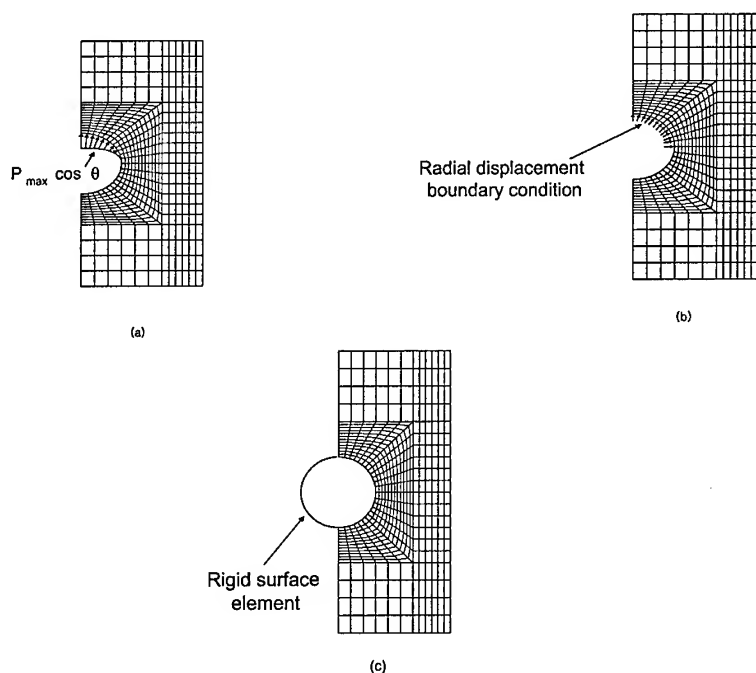 P max cos θ
(a)
Radial displacement
boundary condition
(b)
Rigid surface
element
(c)